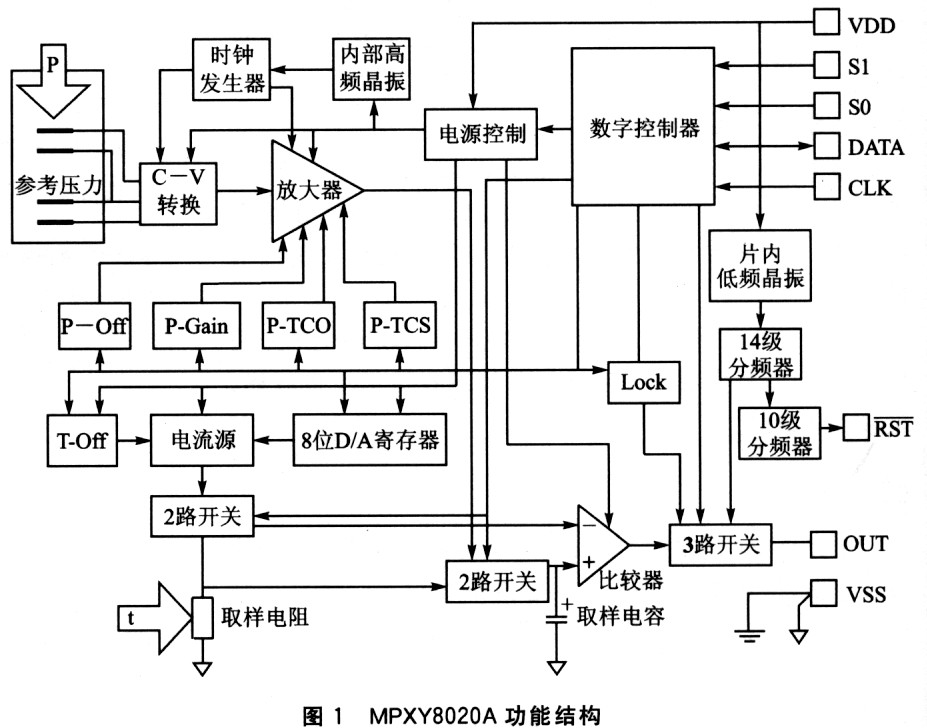 VDD
P
时钟
发生器
内部高
频晶振
S1
电源控制
数字控制器
S0
DATA
参考压力
C－V
转换
放大器
CLK
片内
低频晶振
P－Off
P-Gain
P-TCO
P-TCS
14级
分频器
Lock
T-Off
电流源
8位D/A寄存器
10级
分频器
RST
2路开关
－
3路开关
OUT
+
2路开关
比较器
VSS
t
取样电阻
+
取样电容
图 1 MPXY8020A 功能结构